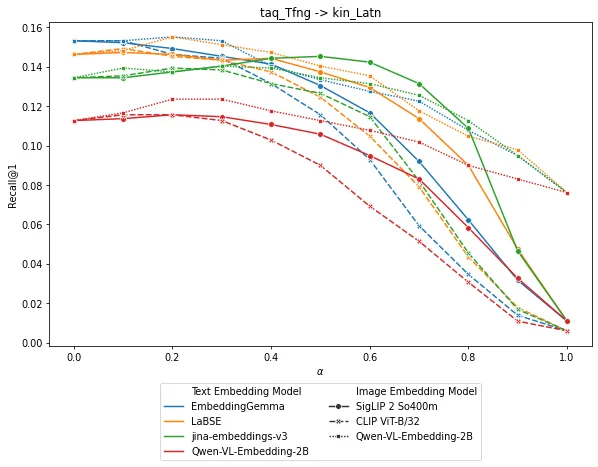 taq_Tfng -> kin_Latn
Recall@1
0.16
0.14
0.12
0.10
0.08
0.06
0.04
0.02
0.00
0.0 0.2 0.4 0.6 0.8 1.0
α
Text Embedding Model
EmbeddingGemma
LaBSE
jina-embeddings-v3
Qwen-VL-Embedding-2B
Image Embedding Model
SigLIP 2 So400m
CLIP ViT-B/32
Qwen-VL-Embedding-2B